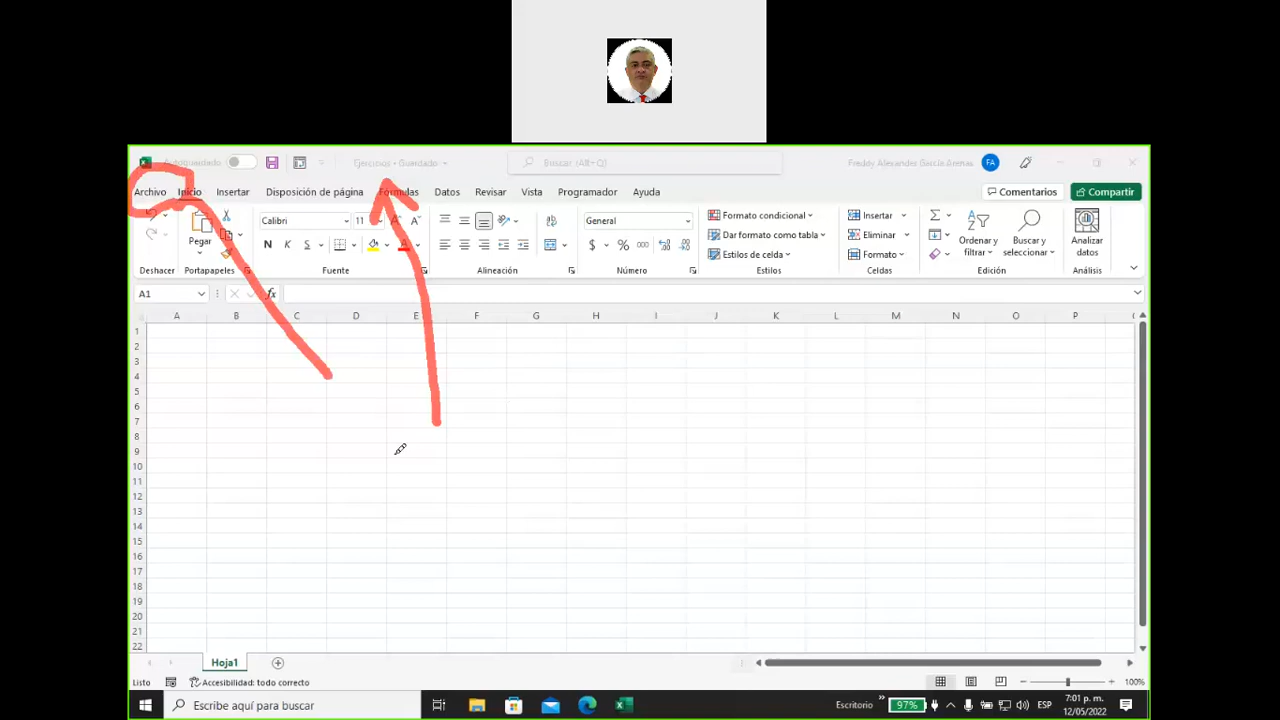 Autoguardado Ejercicios • Guardado Buscar (Alt+Q) Freddy Alexander García Grenas FA
Archivo Inicio Insertar Disposición de página Fórmulas Datos Revisar Vista Programador Ayuda Comentarios Compartir
Calibri 11 General Formato condicional Insertar
Pegar N K S $ % 000 Dar formato como tabla Eliminar Ordenar y filtrar Buscar y seleccionar Analizar datos
Estilos de celda Formato
Deshacer Portapapeles Fuente Alineación Número Estilos Celdas Edición Análisis
A1 fx
A B C D E F G H I J K L M N O P
1
2
3
4
5
6
7
8
9
10
11
12
13
14
15
16
17
18
19
20
21
22
Hoja1
Listo Accesibilidad: todo correcto 100%
Escribe aquí para buscar Escritorio 97% ESP 7:01 p. m.
12/05/2022